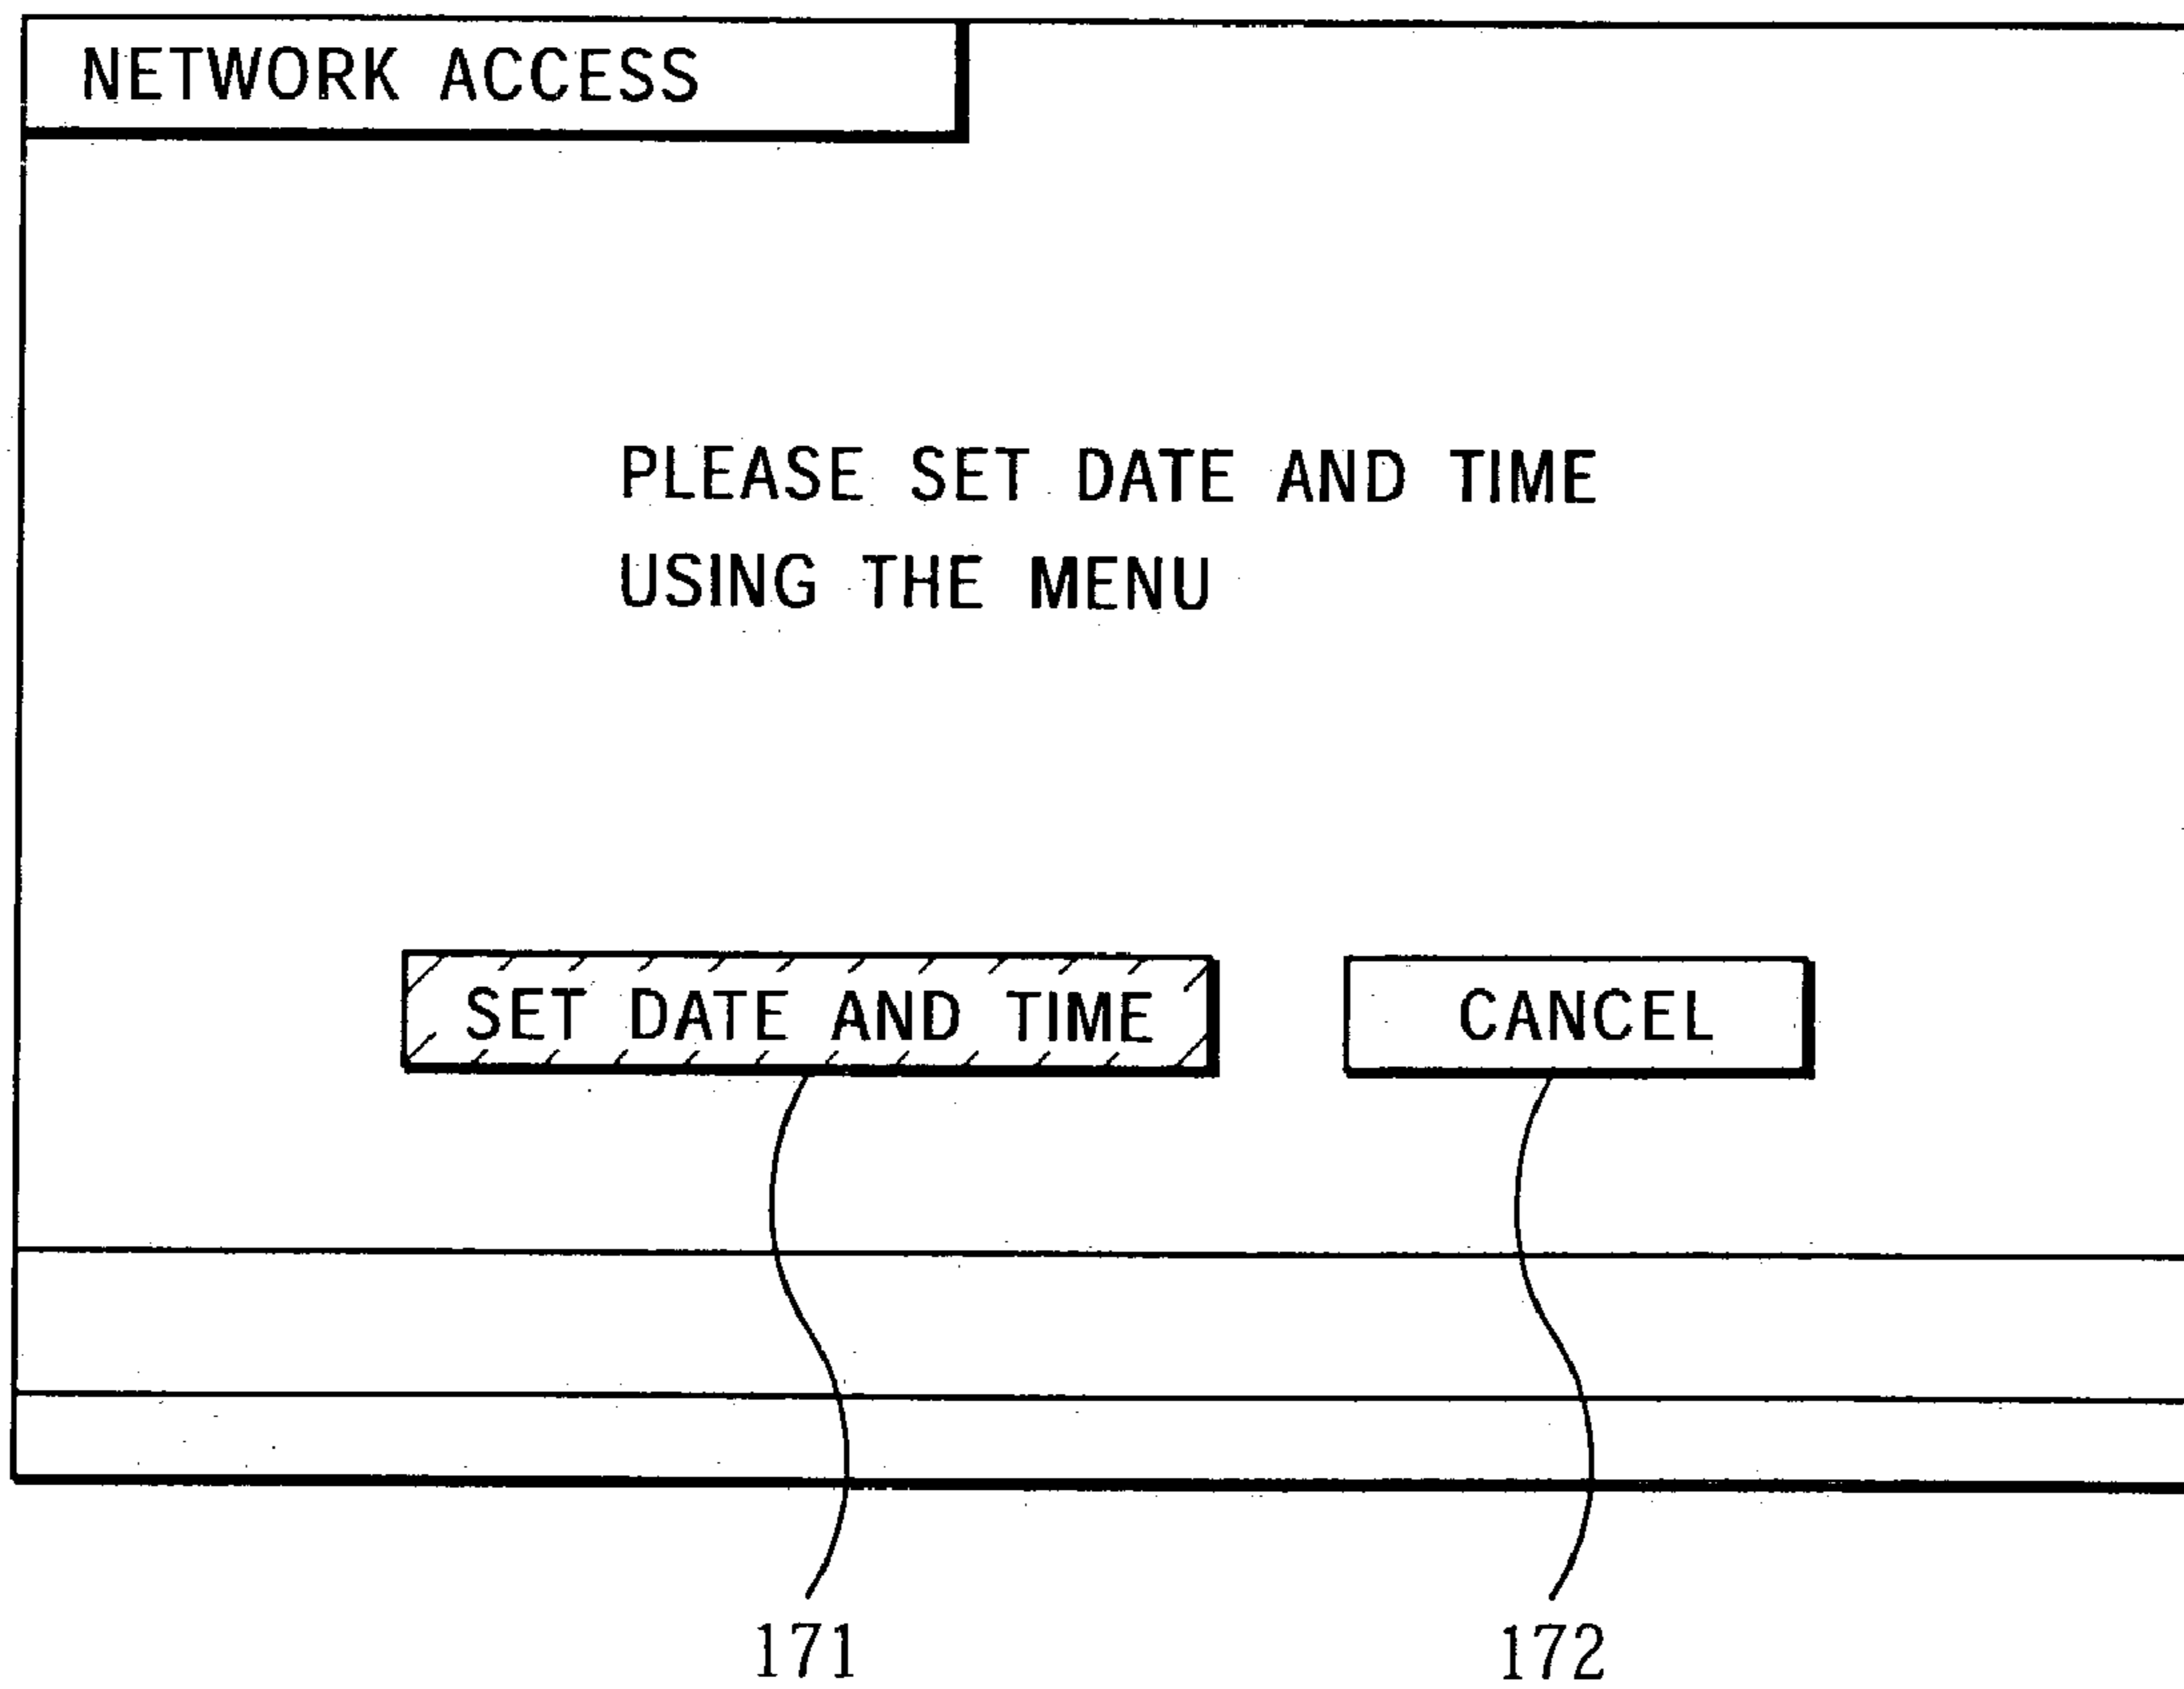 NETWORK ACCESS
PLEASE SET DATE AND TIME
USING THE MENU
SET DATE AND TIME
CANCEL
171
172